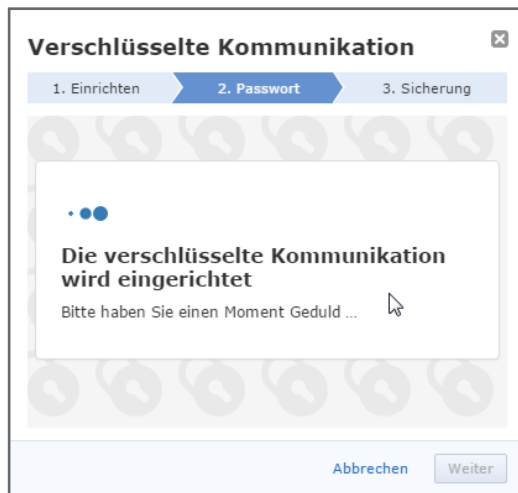 Verschlüsselte Kommunikation
1. Einrichten 2. Passwort 3. Sicherung
Die verschlüsselte Kommunikation
wird eingerichtet
Bitte haben Sie einen Moment Geduld ...
Abbrechen Weiter